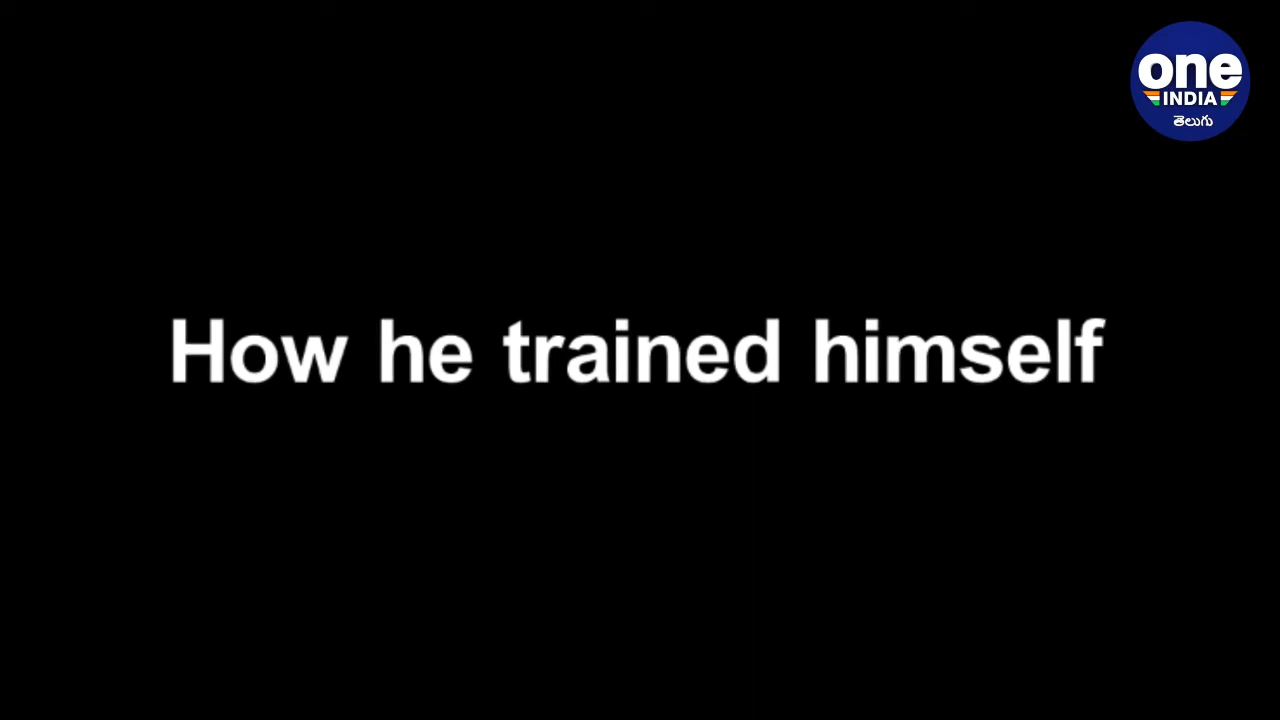 one
INDIA
తెలుగు
How he trained himself